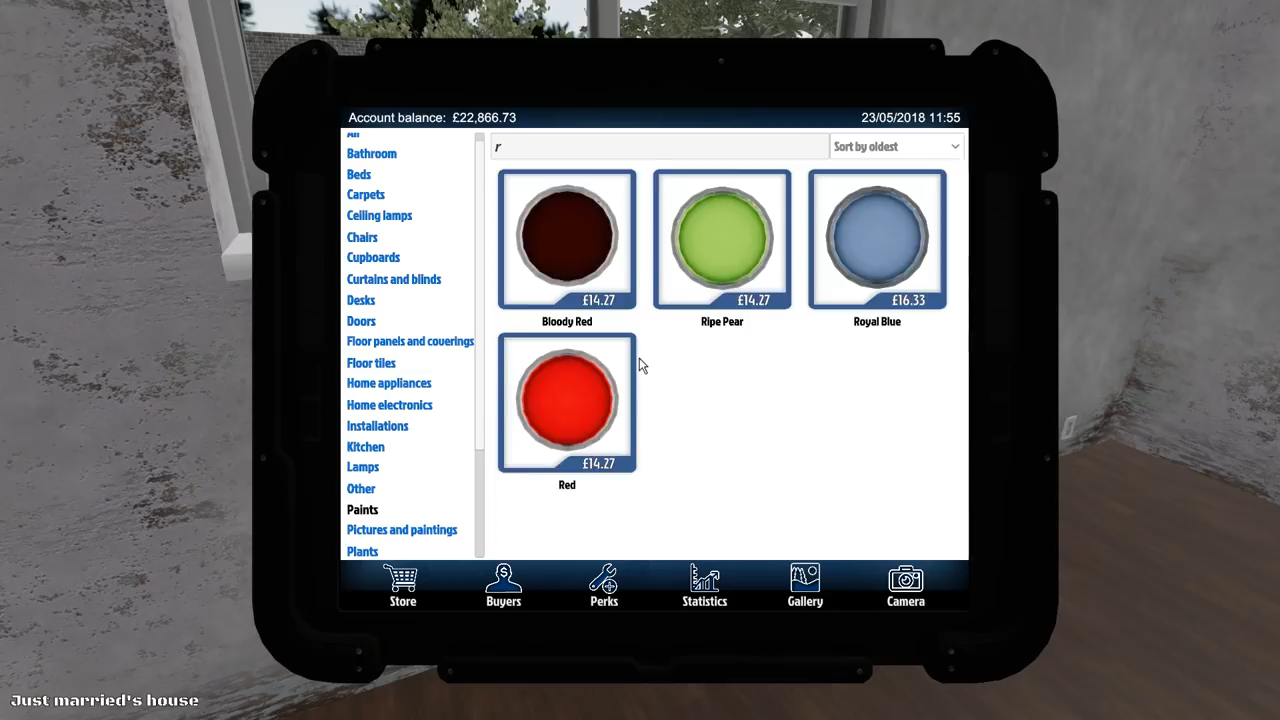 Account balance: £22,866.73
23/05/2018 11:55
All
Bathroom
Beds
Carpets
Ceiling lamps
Chairs
Cupboards
Curtains and blinds
Desks
Doors
Floor panels and coverings
Floor tiles
Home appliances
Home electronics
Installations
Kitchen
Lamps
Other
Paints
Pictures and paintings
Plants
r
Sort by oldest
£14.27
Bloody Red
£14.27
Ripe Pear
£16.33
Royal Blue
£14.27
Red
Store
Buyers
Perks
Statistics
Gallery
Camera
Just married's house